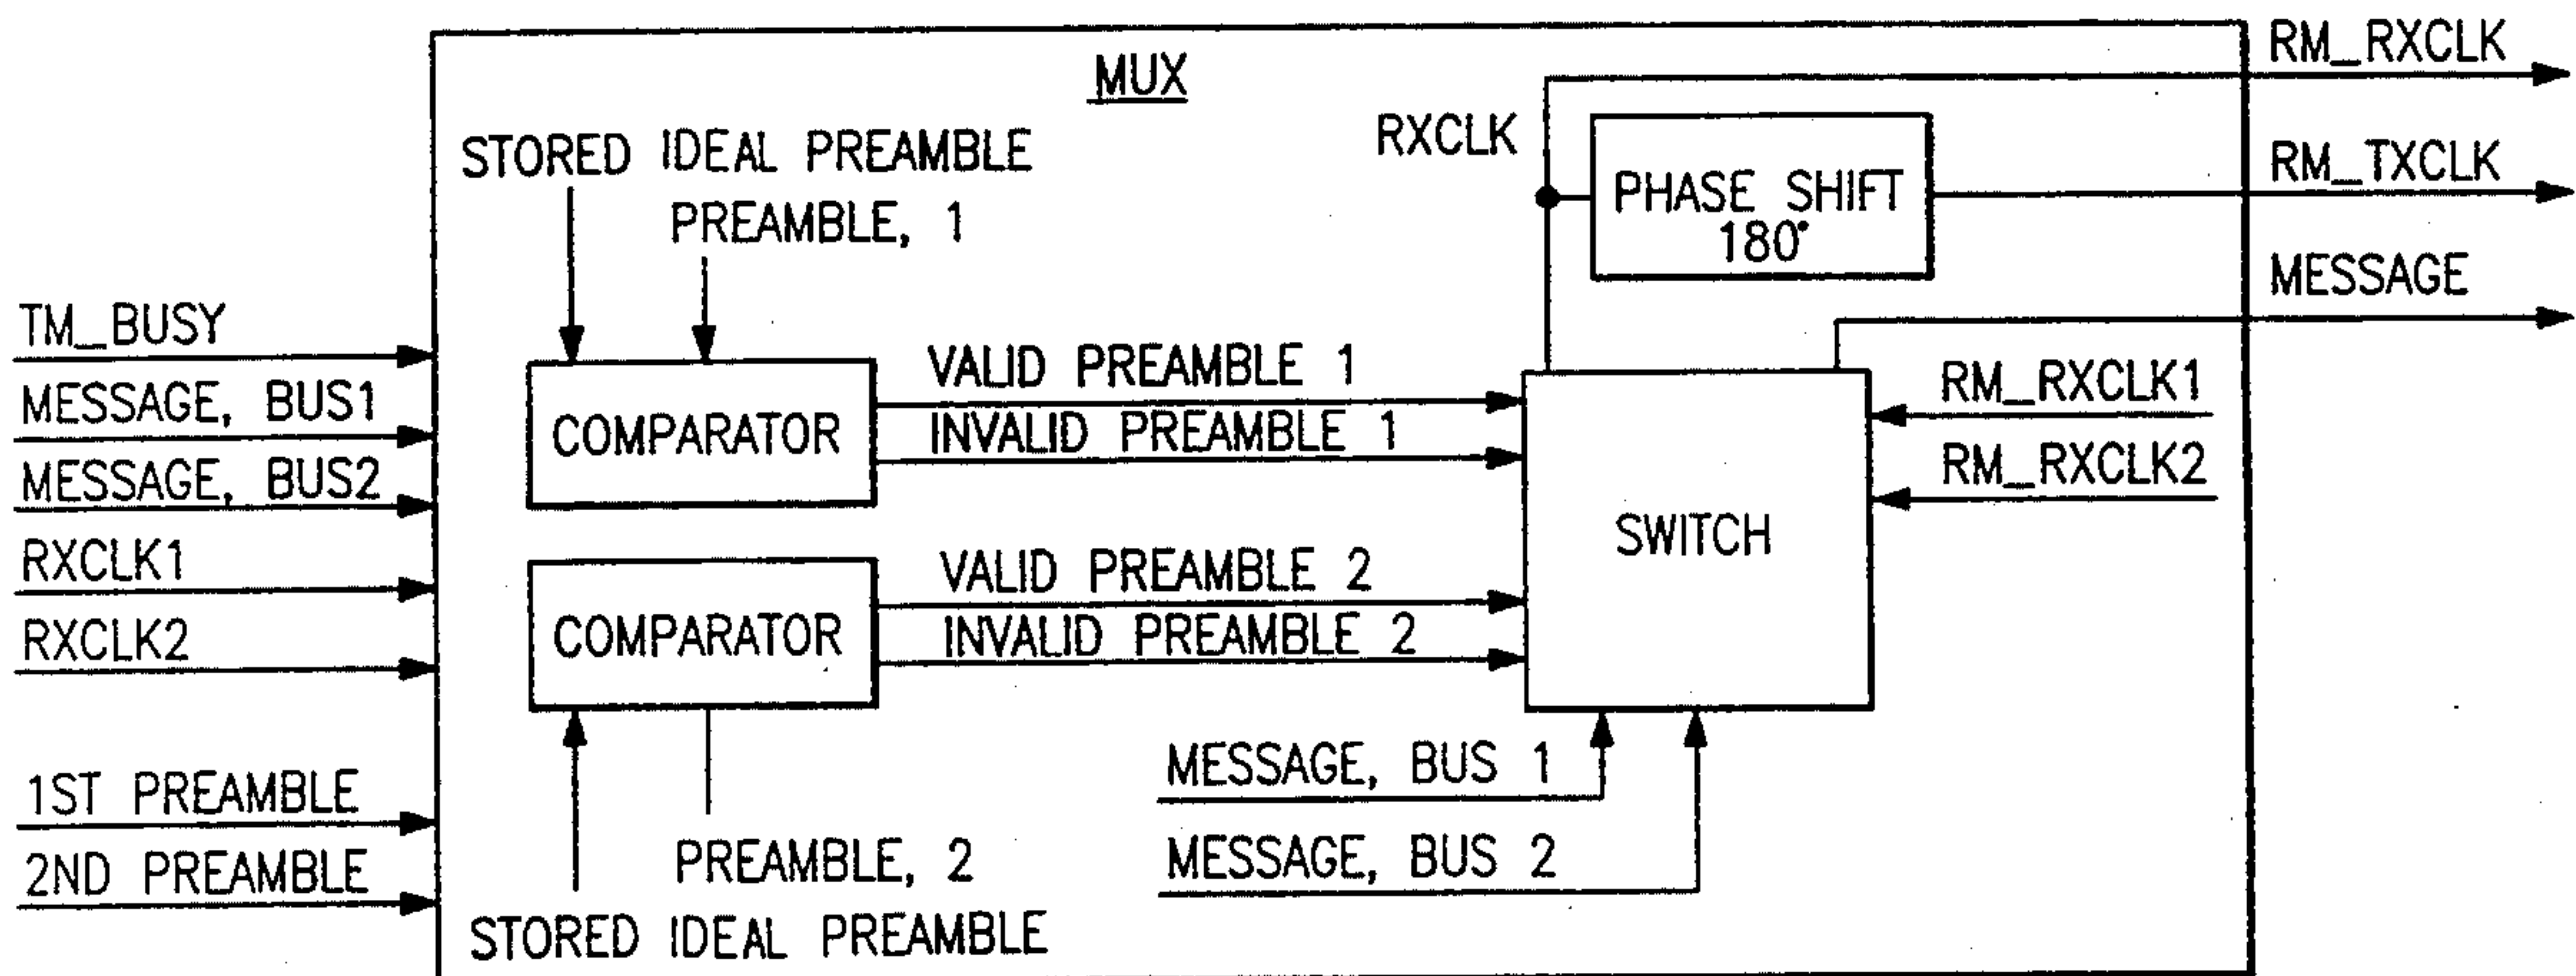 MUX
RM_RXCLK
RXCLK
STORED IDEAL PREAMBLE
PREAMBLE, 1
PHASE SHIFT
180°
RM_TXCLK
MESSAGE
TM_BUSY
MESSAGE, BUS1
MESSAGE, BUS2
RXCLK1
RXCLK2
1ST PREAMBLE
2ND PREAMBLE
COMPARATOR
VALID PREAMBLE 1
INVALID PREAMBLE 1
COMPARATOR
VALID PREAMBLE 2
INVALID PREAMBLE 2
SWITCH
RM_RXCLK1
RM_RXCLK2
MESSAGE, BUS 1
MESSAGE, BUS 2
PREAMBLE, 2
STORED IDEAL PREAMBLE